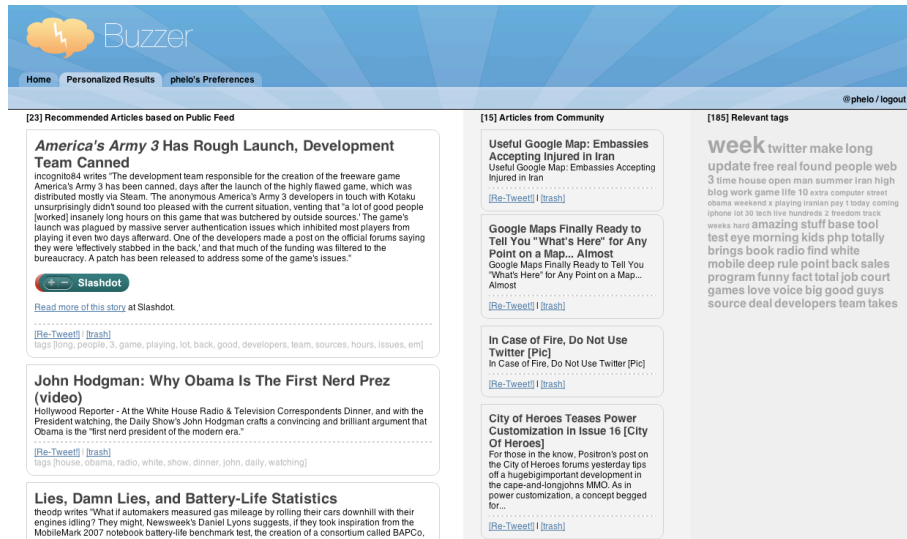 Buzzer
Home
Personalized Results
phelo's Preferences
@phelo / logout
[23] Recommended Articles based on Public Feed
America's Army 3 Has Rough Launch, Development
Team Canned
incognito84 writes "The development team responsible for the creation of the freeware game
America's Army 3 has been canned, days after the launch of the highly flawed game, which was
distributed mostly via Steam. 'The anonymous America's Army 3 developers in touch with Kotaku
unsurprisingly didn't sound too pleased with the current situation, venting that "a lot of good people
[worked] insanely long hours on this game that was butchered by outside sources.' The game's
launch was plagued by massive server authentication issues which inhibited most players from
playing it even two days afterward. One of the developers made a post on the official forums saying
they were 'effectively stabbed in the back,' and that much of the funding was filtered to the
bureaucracy. A patch has been released to address some of the game's issues."
Slashdot
Read more of this story at Slashdot.
[Re-Tweet!] | [trash]
tags [long, people, 3, game, playing, lot, back, good, developers, team, sources, hours, issues, em]
John Hodgman: Why Obama Is The First Nerd Prez
(video)
Hollywood Reporter - At the White House Radio & Television Correspondents Dinner, and with the
President watching, the Daily Show's John Hodgman crafts a convincing and brilliant argument that
Obama is the "first nerd president of the modern era."
[Re-Tweet!] | [trash]
tags [house, obama, radio, white, show, dinner, john, daily, watching]
Lies, Damn Lies, and Battery-Life Statistics
theodp writes "What if automakers measured gas mileage by rolling their cars downhill with their
engines idling? They might, Newsweek's Daniel Lyons suggests, if they took inspiration from the
MobileMark 2007 notebook battery-life benchmark test, the creation of a consortium called BAPCo,
[15] Articles from Community
Useful Google Map: Embassies
Accepting Injured in Iran
Useful Google Map: Embassies Accepting
Injured in Iran
[Re-Tweet!] | [trash]
Google Maps Finally Ready to
Tell You "What's Here" for Any
Point on a Map... Almost
Google Maps Finally Ready to Tell You
"What's Here" for Any Point on a Map...
Almost
[Re-Tweet!] | [trash]
In Case of Fire, Do Not Use
Twitter [Pic]
In Case of Fire, Do Not Use Twitter [Pic]
[Re-Tweet!] | [trash]
City of Heroes Teases Power
Customization in Issue 16 [City
Of Heroes]
For those in the know, Positron's post on
the City of Heroes forums yesterday tips
off a hugebigimportant development in
the cape-and-longjohns MMO. As in
power customization, a concept begged
for...
[Re-Tweet!] | [trash]
[185] Relevant tags
week twitter make long
update free real found people web
3 time house open man summer iran high
blog work game life 10 extra computer street
obama weekend x playing iranian pay t today coming
iphone lot 30 tech live hundreds 2 freedom track
weeks hard amazing stuff base tool
test eye morning kids php totally
brings book radio find white
mobile deep rule point back sales
program funny fact total job court
games love voice big good guys
source deal developers team takes